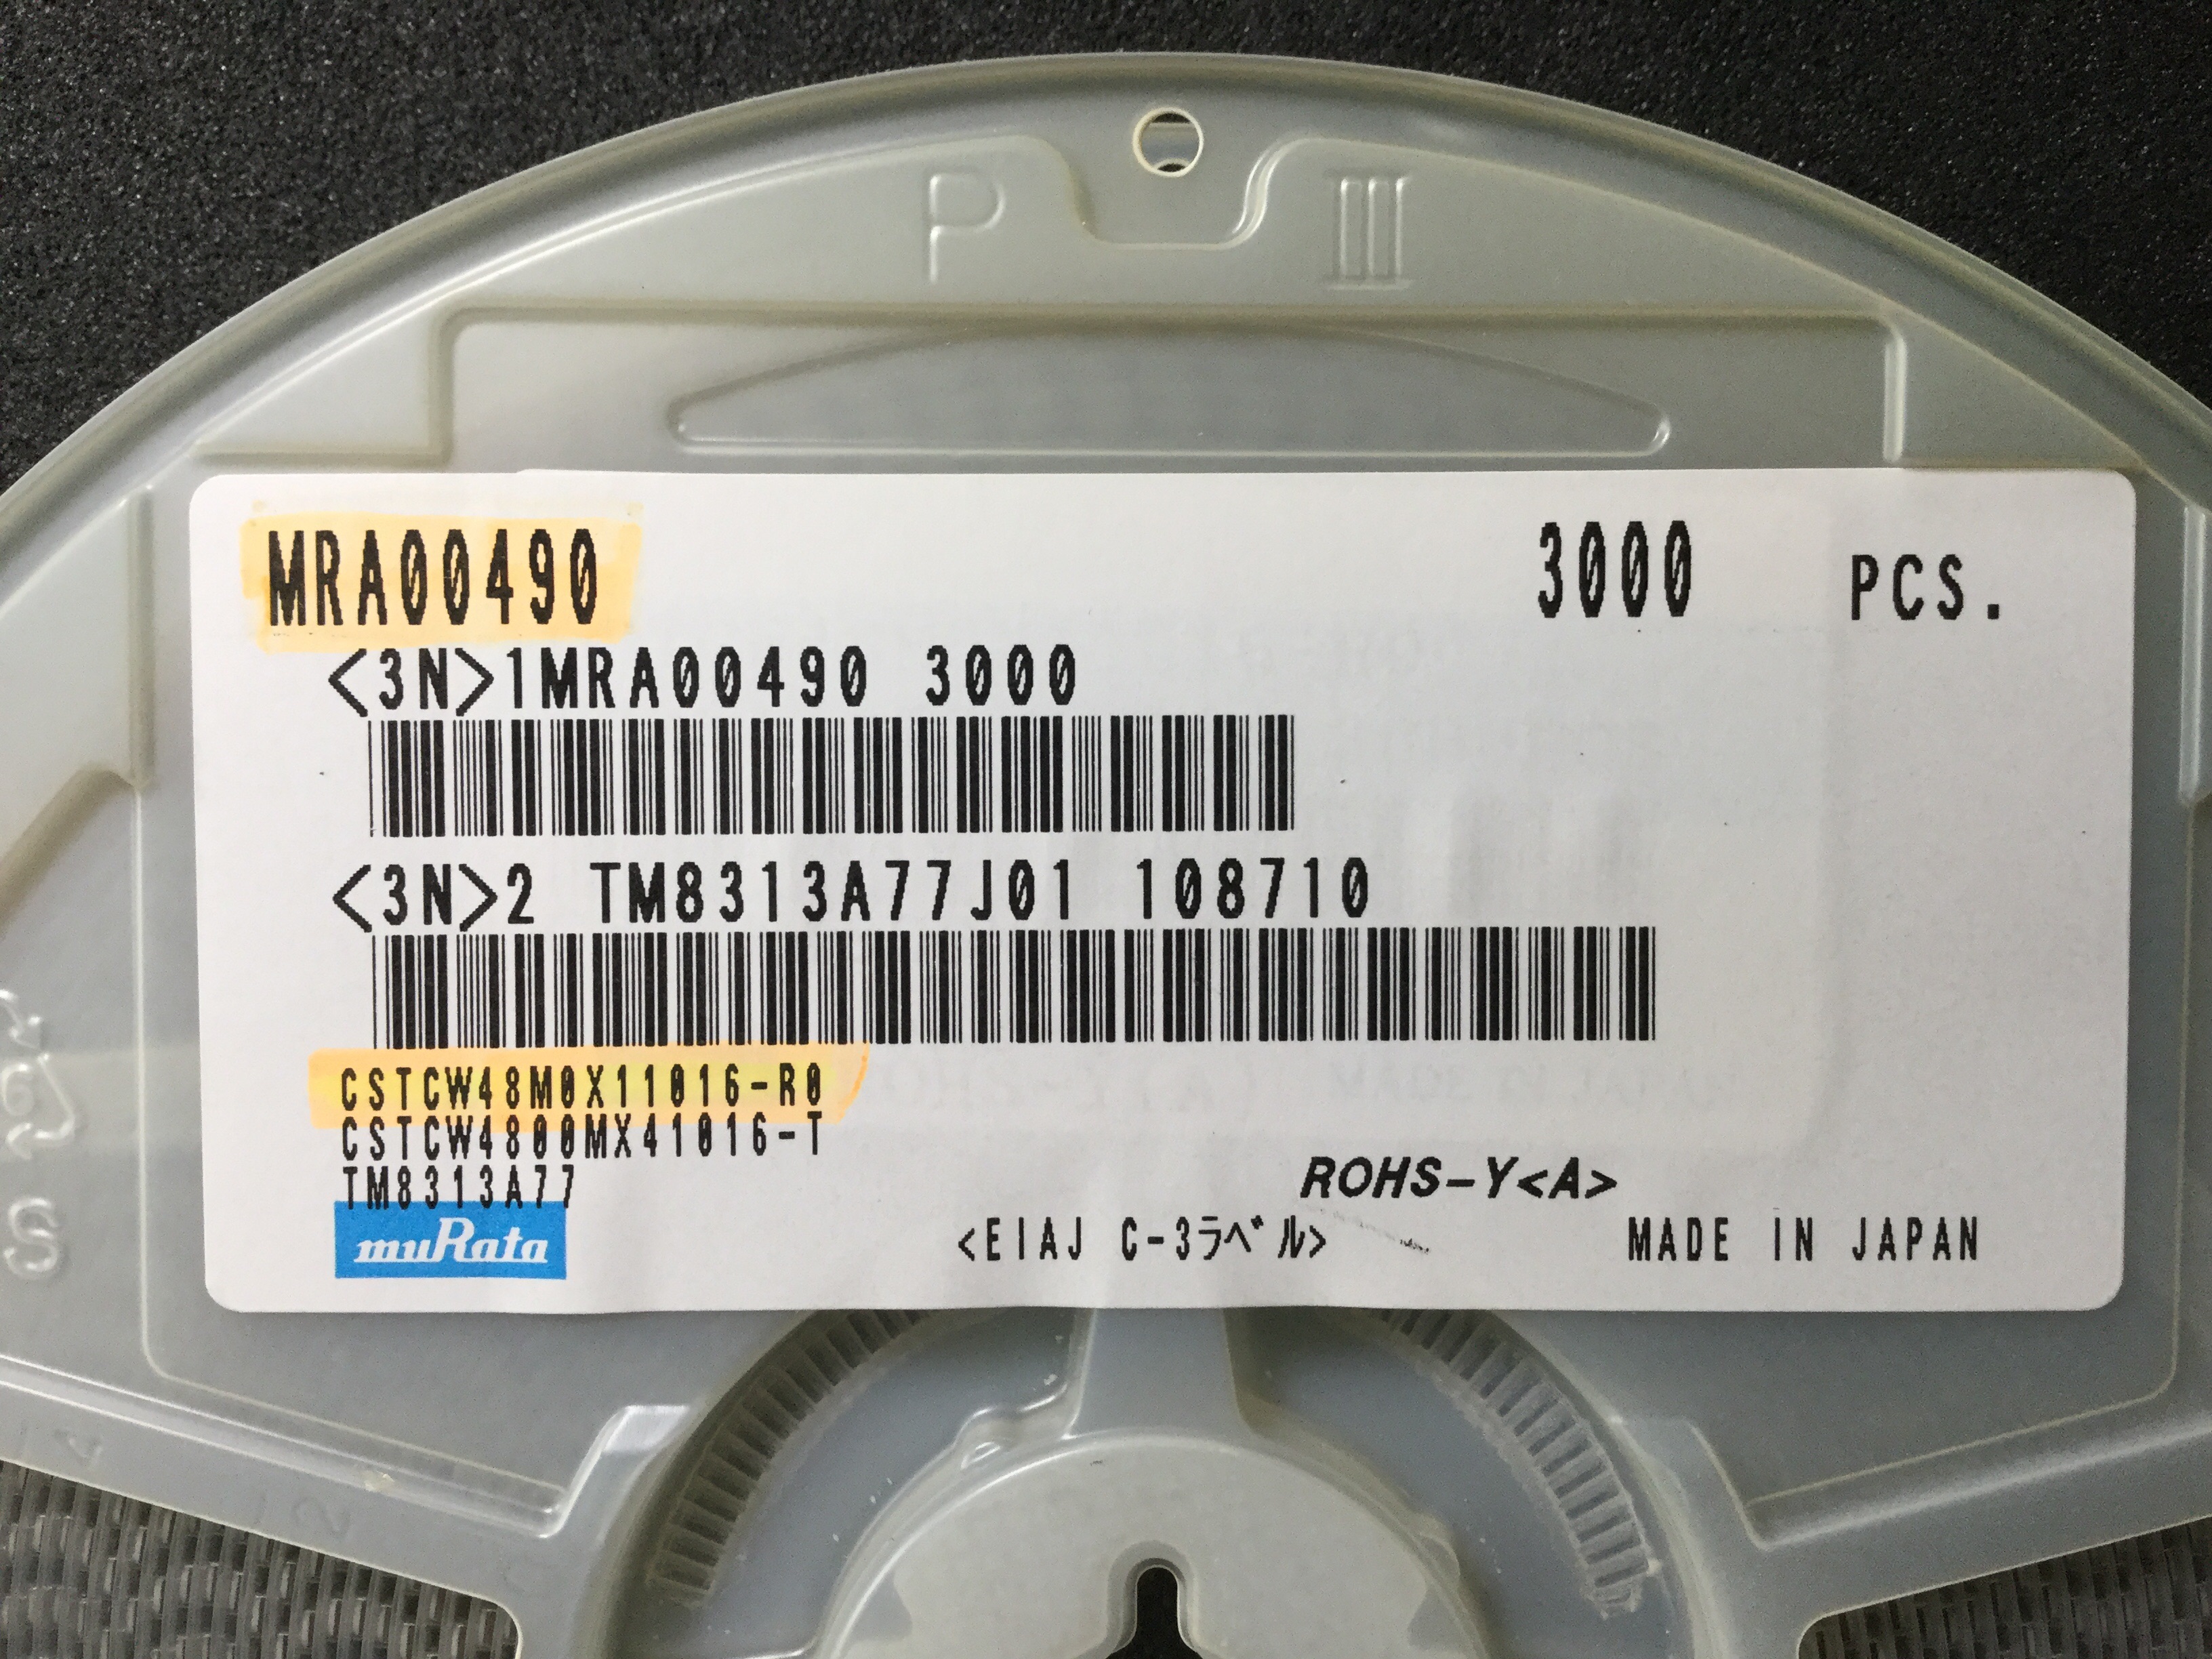 P III
MRA00490 3000 PCS.
<3N>1MRA00490 3000
<3N>2 TM8313A77J01 108710
CSTCW48M0X11016-R0
CSTCW4800MX41016-T
TM8313A77
ROHS-Y<A>
muRata
<EIAJ C-3ﾗﾍﾞﾙ>
MADE IN JAPAN
6
S